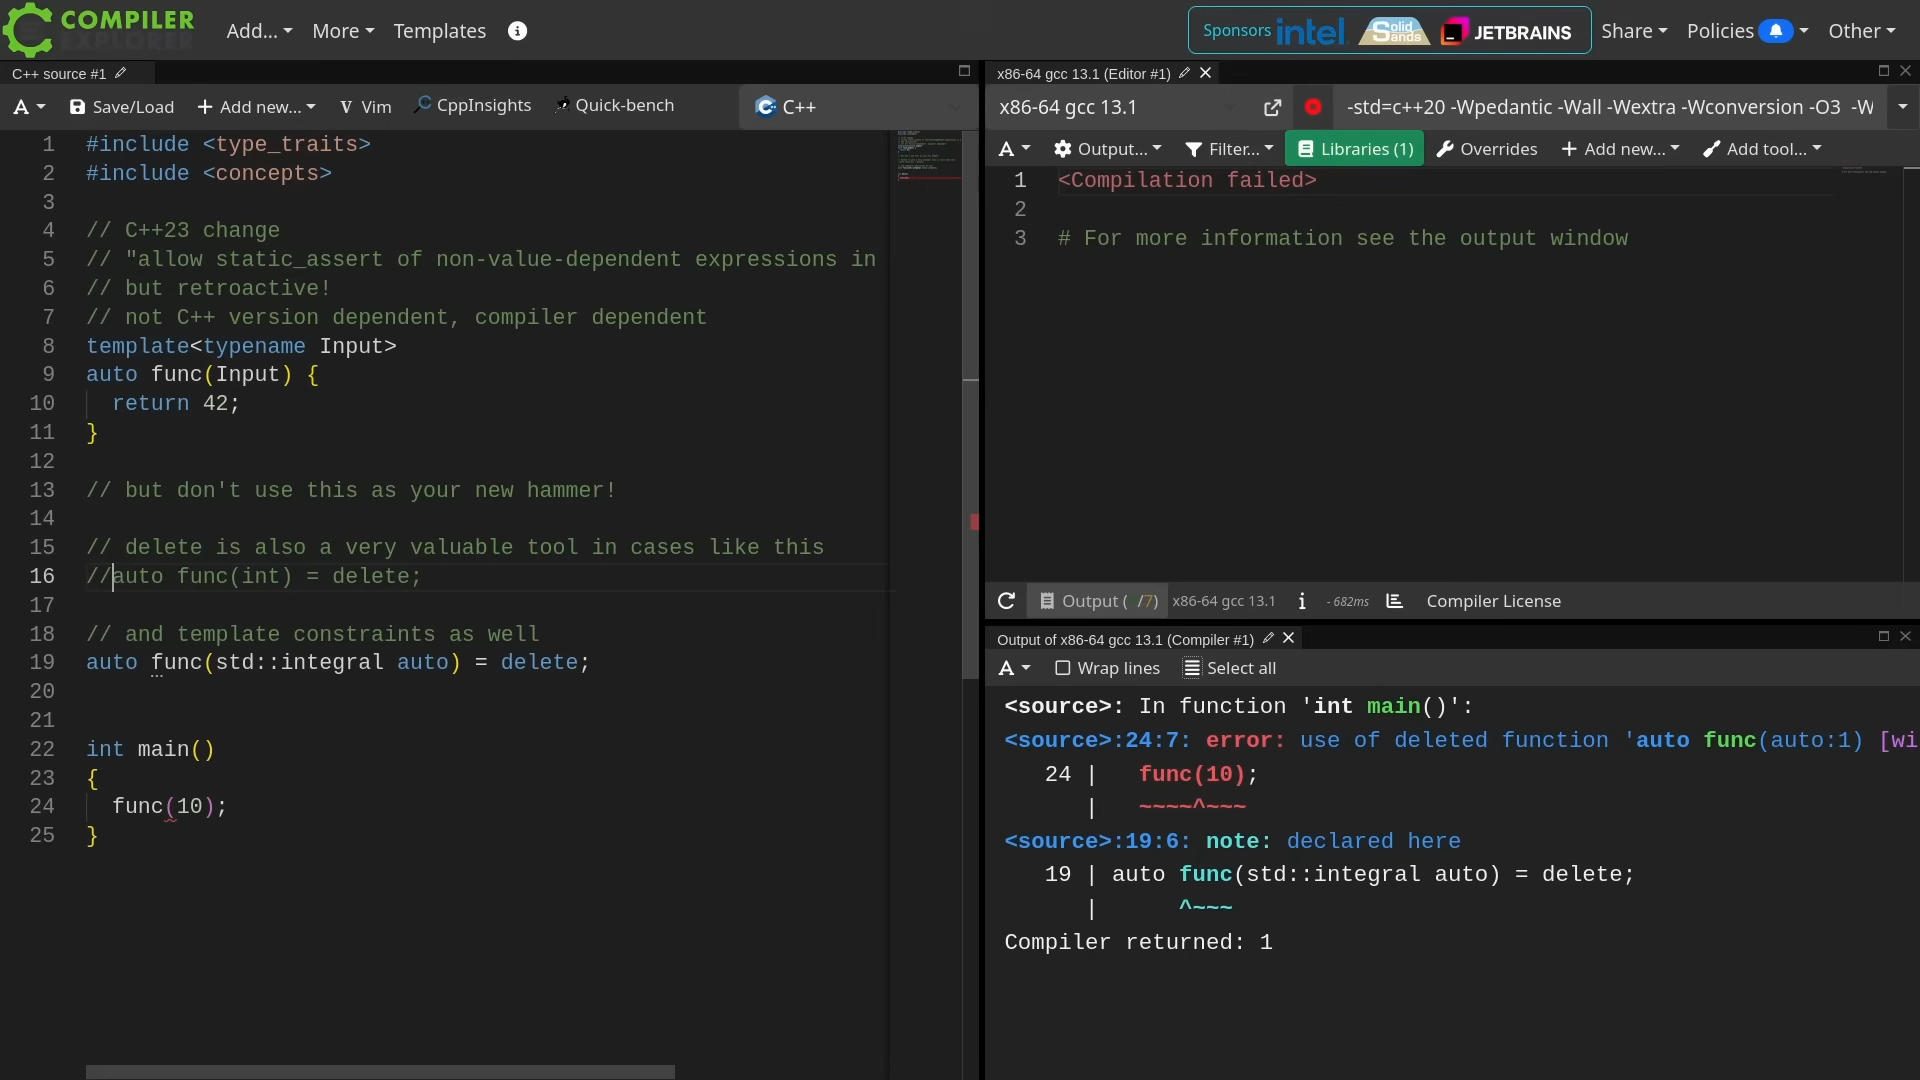 COMPILER
EXPLORER
Add...
More
Templates
Sponsors
intel
Solid Sands
JETBRAINS
Share
Policies
Other
C++ source #1
A
Save/Load
+ Add new...
V Vim
CppInsights
Quick-bench
C++
1 #include <type_traits>
2 #include <concepts>
3
4 // C++23 change
5 // "allow static_assert of non-value-dependent expressions in
6 // but retroactive!
7 // not C++ version dependent, compiler dependent
8 template<typename Input>
9 auto func(Input) {
10 return 42;
11 }
12
13 // but don't use this as your new hammer!
14
15 // delete is also a very valuable tool in cases like this
16 //auto func(int) = delete;
17
18 // and template constraints as well
19 auto func(std::integral auto) = delete;
20
21
22 int main()
23 {
24 func(10);
25 }
x86-64 gcc 13.1 (Editor #1)
x86-64 gcc 13.1
-std=c++20 -Wpedantic -Wall -Wextra -Wconversion -O3 -W
A
Output...
Filter...
Libraries (1)
Overrides
+ Add new...
Add tool...
1 <Compilation failed>
2
3 # For more information see the output window
Output ( /7)
x86-64 gcc 13.1
i
- 682ms
Compiler License
Output of x86-64 gcc 13.1 (Compiler #1)
A
Wrap lines
Select all
<source>: In function 'int main()':
<source>:24:7: error: use of deleted function 'auto func(auto:1) [wi
24 | func(10);
| ~~~~^~~~
<source>:19:6: note: declared here
19 | auto func(std::integral auto) = delete;
| ^~~~
Compiler returned: 1